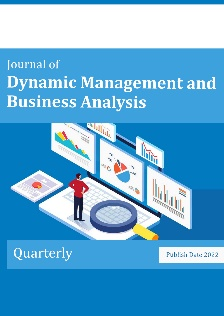 Journal of
Dynamic Management and
Business Analysis
Quarterly
Publish Date 2022